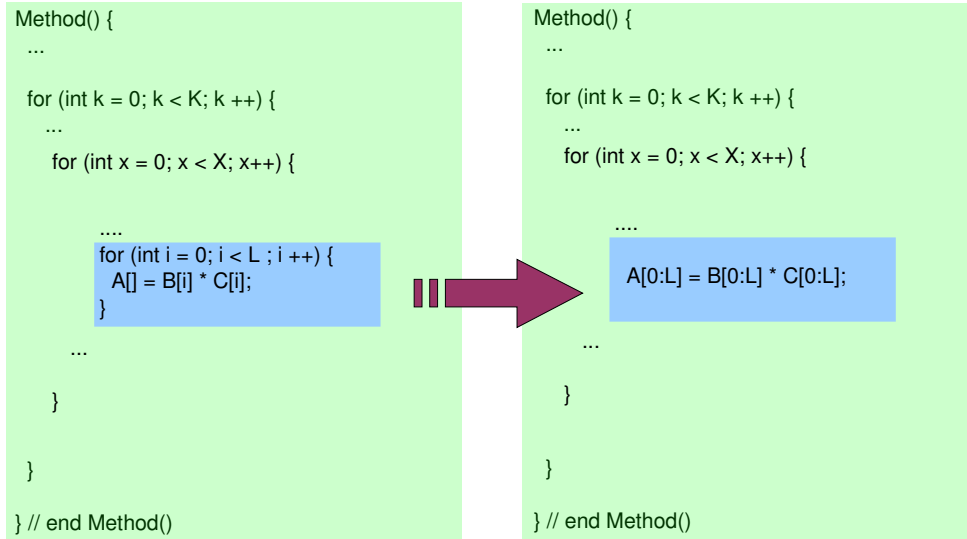 Method() {
...
for (int k = 0; k < K; k ++) {
...
for (int x = 0; x < X; x++) {
....
for (int i = 0; i < L ; i ++) {
A[] = B[i] * C[i];
}
...
}
}
} // end Method()
Method() {
...
for (int k = 0; k < K; k ++) {
...
for (int x = 0; x < X; x++) {
....
A[0:L] = B[0:L] * C[0:L];
...
}
}
} // end Method()